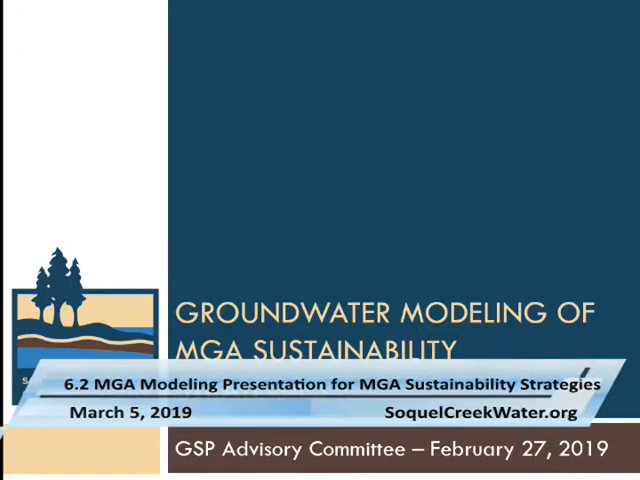 GROUNDWATER MODELING OF
MGA SUSTAINABILITY
6.2 MGA Modeling Presentation for MGA Sustainability Strategies
March 5, 2019 SoquelCreekWater.org
GSP Advisory Committee – February 27, 2019